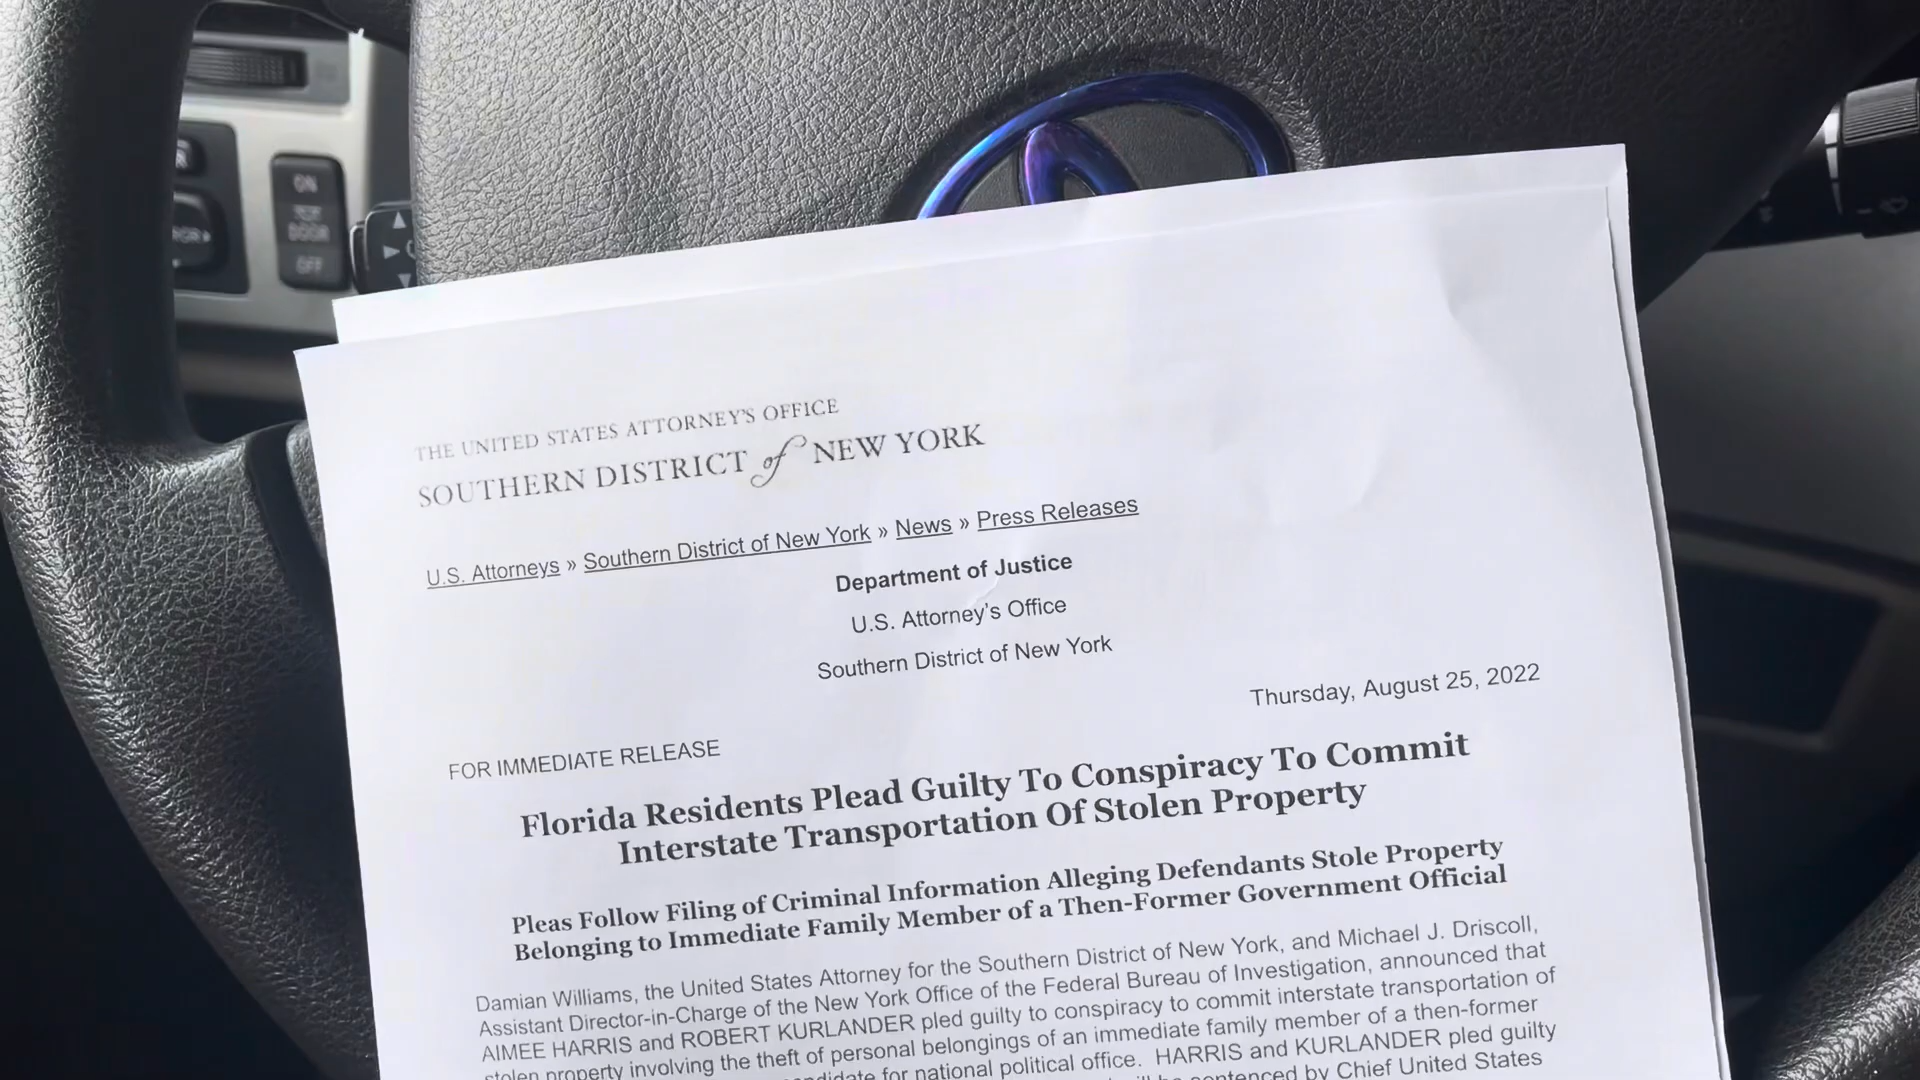 ON
DOOR
OFF
THE UNITED STATES ATTORNEY'S OFFICE
SOUTHERN DISTRICT of NEW YORK
U.S. Attorneys » Southern District of New York » News » Press Releases
Department of Justice
U.S. Attorney's Office
Southern District of New York
Thursday, August 25, 2022
FOR IMMEDIATE RELEASE
Florida Residents Plead Guilty To Conspiracy To Commit
Interstate Transportation Of Stolen Property
Pleas Follow Filing of Criminal Information Alleging Defendants Stole Property
Belonging to Immediate Family Member of a Then-Former Government Official
Damian Williams, the United States Attorney for the Southern District of New York, and Michael J. Driscoll,
Assistant Director-in-Charge of the New York Office of the Federal Bureau of Investigation, announced that
AIMEE HARRIS and ROBERT KURLANDER pled guilty to conspiracy to commit interstate transportation of
stolen property involving the theft of personal belongings of an immediate family member of a then-former
for national political office. HARRIS and KURLANDER pled guilty
sentenced by Chief United States